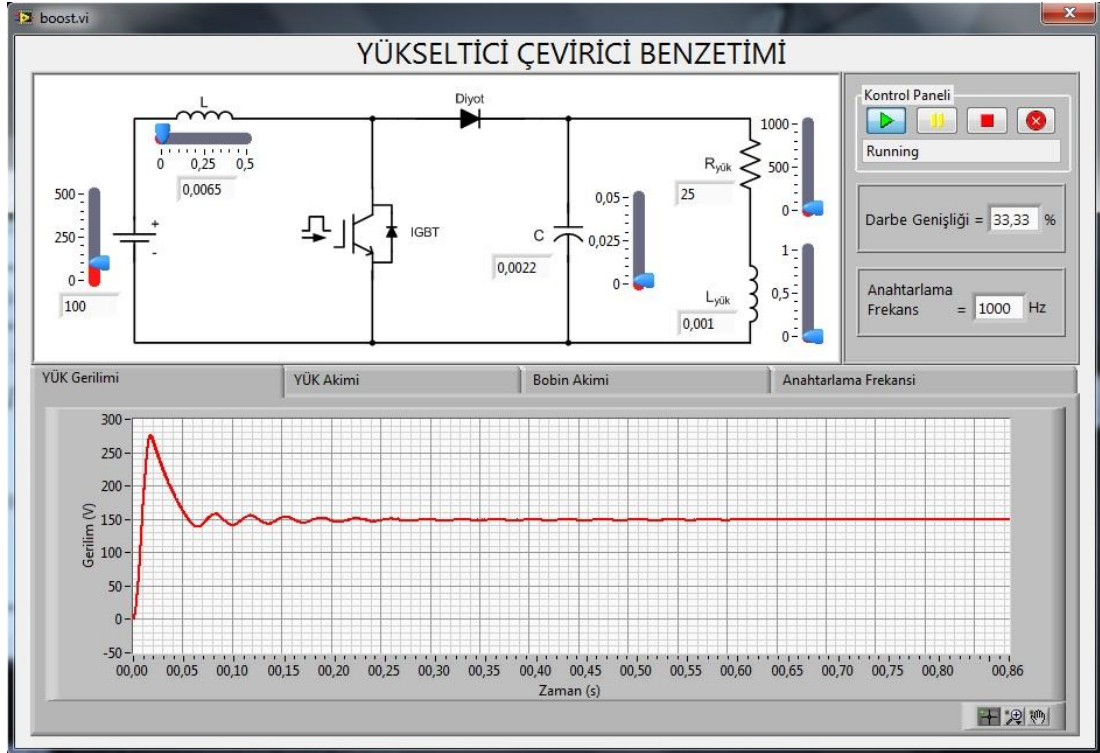 boost.vi
YÜKSELTİCİ ÇEVİRİCİ BENZETİMİ
L
0 0,25 0,5
0,0065
500
250
0
100
+
-
Diyot
IGBT
C
0,0022
0,05
0,025
0
Ryük
25
1000
500
0
Lyük
0,001
1
0,5
0
Kontrol Paneli
Running
Darbe Genişliği = 33,33 %
Anahtarlama
Frekans = 1000 Hz
YÜK Gerilimi YÜK Akimi Bobin Akimi Anahtarlama Frekansi
Gerilim (V)
300
250
200
150
100
50
0
-50
00,00 00,05 00,10 00,15 00,20 00,25 00,30 00,35 00,40 00,45 00,50 00,55 00,60 00,65 00,70 00,75 00,80 00,86
Zaman (s)